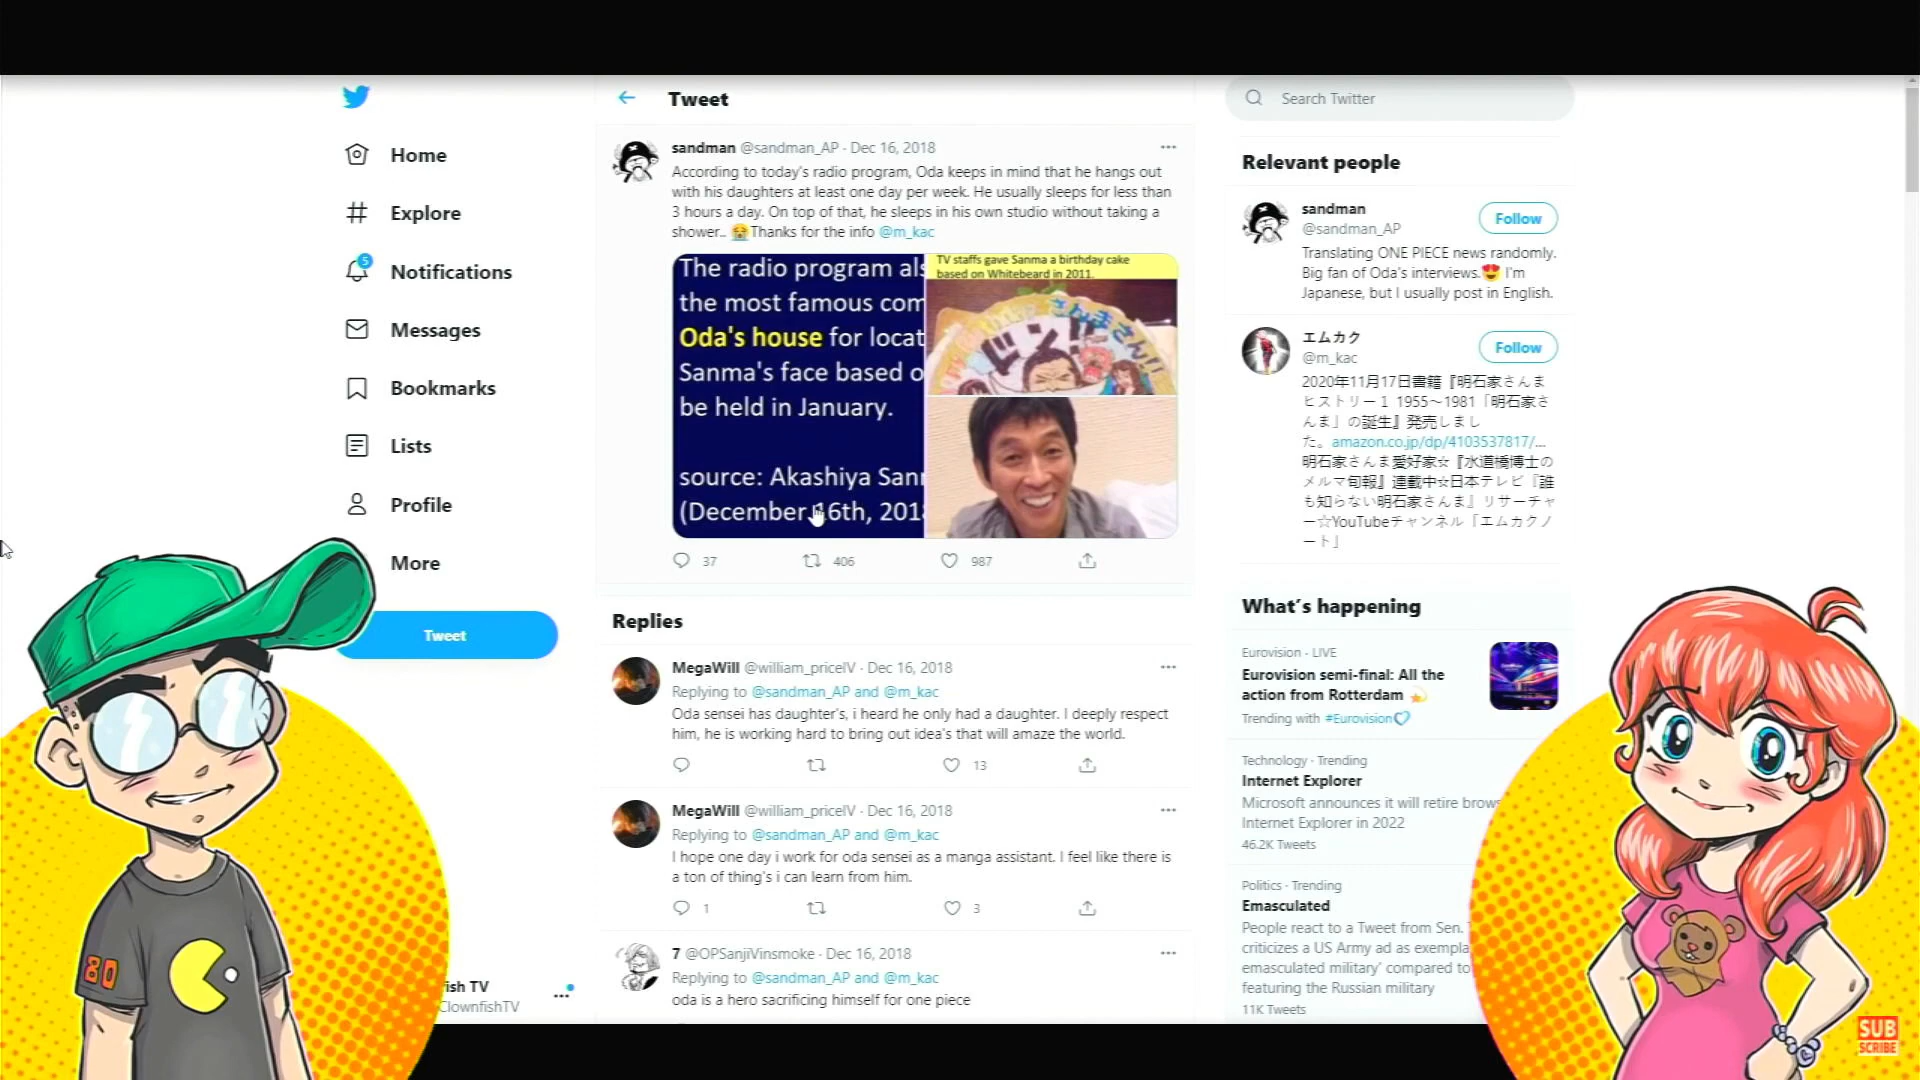 Home
Explore
5
Notifications
Messages
Bookmarks
Lists
Profile
More
Tweet
fish TV
ClownfishTV
Tweet
sandman @sandman_AP · Dec 16, 2018
According to today's radio program, Oda keeps in mind that he hangs out
with his daughters at least one day per week. He usually sleeps for less than
3 hours a day. On top of that, he sleeps in his own studio without taking a
shower.. 😭Thanks for the info @m_kac
The radio program als
the most famous com
Oda's house for locat
Sanma's face based o
be held in January.
source: Akashiya San
(December 16th, 201
TV staffs gave Sanma a birthday cake
based on Whitebeard in 2011.
さんまさん!!
ドン!!
37 406 987
Replies
MegaWill @william_priceIV · Dec 16, 2018
Replying to @sandman_AP and @m_kac
Oda sensei has daughter's, i heard he only had a daughter. I deeply respect
him, he is working hard to bring out idea's that will amaze the world.
13
MegaWill @william_priceIV · Dec 16, 2018
Replying to @sandman_AP and @m_kac
I hope one day i work for oda sensei as a manga assistant. I feel like there is
a ton of thing's i can learn from him.
1 3
7 @OPSanjiVinsmoke · Dec 16, 2018
Replying to @sandman_AP and @m_kac
oda is a hero sacrificing himself for one piece
Search Twitter
Relevant people
sandman
@sandman_AP
Follow
Translating ONE PIECE news randomly.
Big fan of Oda's interviews.😍 I'm
Japanese, but I usually post in English.
エムカク
@m_kac
Follow
2020年11月17日書籍『明石家さんま
ヒストリー１ 1955～1981「明石家さ
んま」の誕生』発売しまし
た。amazon.co.jp/dp/4103537817/...
明石家さんま愛好家☆『水道橋博士の
メルマ旬報』連載中☆日本テレビ『誰
も知らない明石家さんま』リサーチャ
ー☆YouTubeチャンネル「エムカクノ
ート」
What's happening
Eurovision · LIVE
Eurovision semi-final: All the
action from Rotterdam 💫
Trending with #Eurovision
Technology · Trending
Internet Explorer
Microsoft announces it will retire brows
Internet Explorer in 2022
46.2K Tweets
Politics · Trending
Emasculated
People react to a Tweet from Sen.
criticizes a US Army ad as exempla
emasculated military' compared to
featuring the Russian military
11K Tweets
80
SUB
SCRIBE